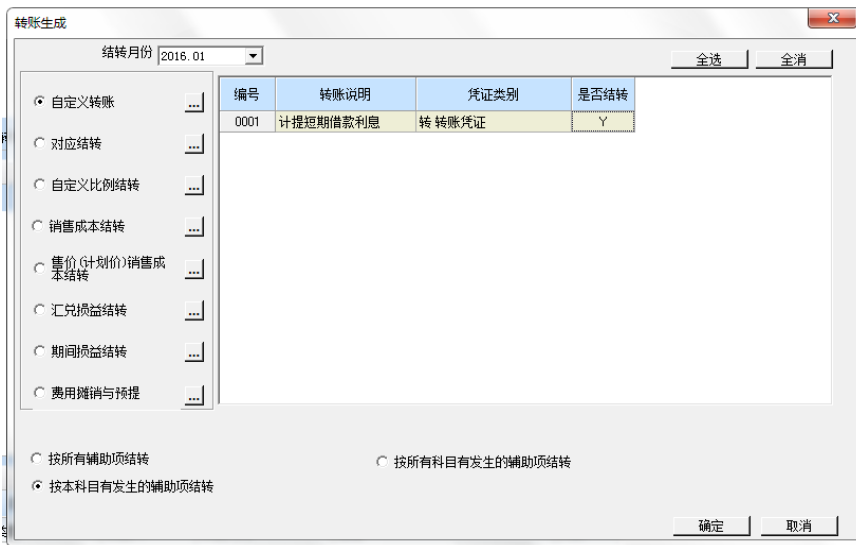 转账生成
结转月份 2016.01
全选 全消
自定义转账 ...
对应结转 ...
自定义比例结转 ...
销售成本结转 ...
售价(计划价)销售成
本结转 ...
汇兑损益结转 ...
期间损益结转 ...
费用摊销与预提 ...
编号 转账说明 凭证类别 是否结转
0001 计提短期借款利息 转 转账凭证 Y
按所有辅助项结转 按所有科目有发生的辅助项结转
按本科目有发生的辅助项结转
确定 取消